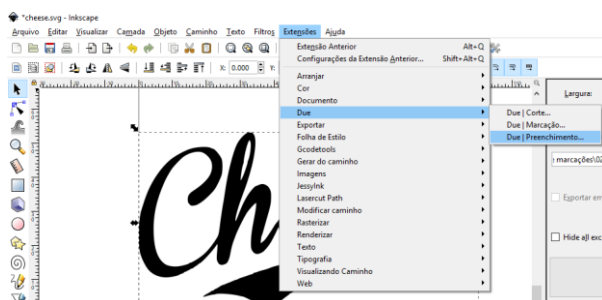 *cheese.svg - Inkscape
Arquivo Editar Visualizar Camada Objeto Caminho Texto Filtros Extensões Ajuda
Extensão Anterior Alt+Q
Configurações da Extensão Anterior... Shift+Alt+Q
X: 0.000 Y:
Arranjar
Cor
Documento
Due
Exportar
Folha de Estilo
Gcodetools
Gerar do caminho
Imagens
JessyInk
Lasercut Path
Modificar caminho
Rasterizar
Renderizar
Texto
Tipografia
Visualizando Caminho
Web
Due | Corte...
Due | Marcação...
Due | Preenchimento...
Largura:
marcações\02
Exportar em
Hide all exc
Ch